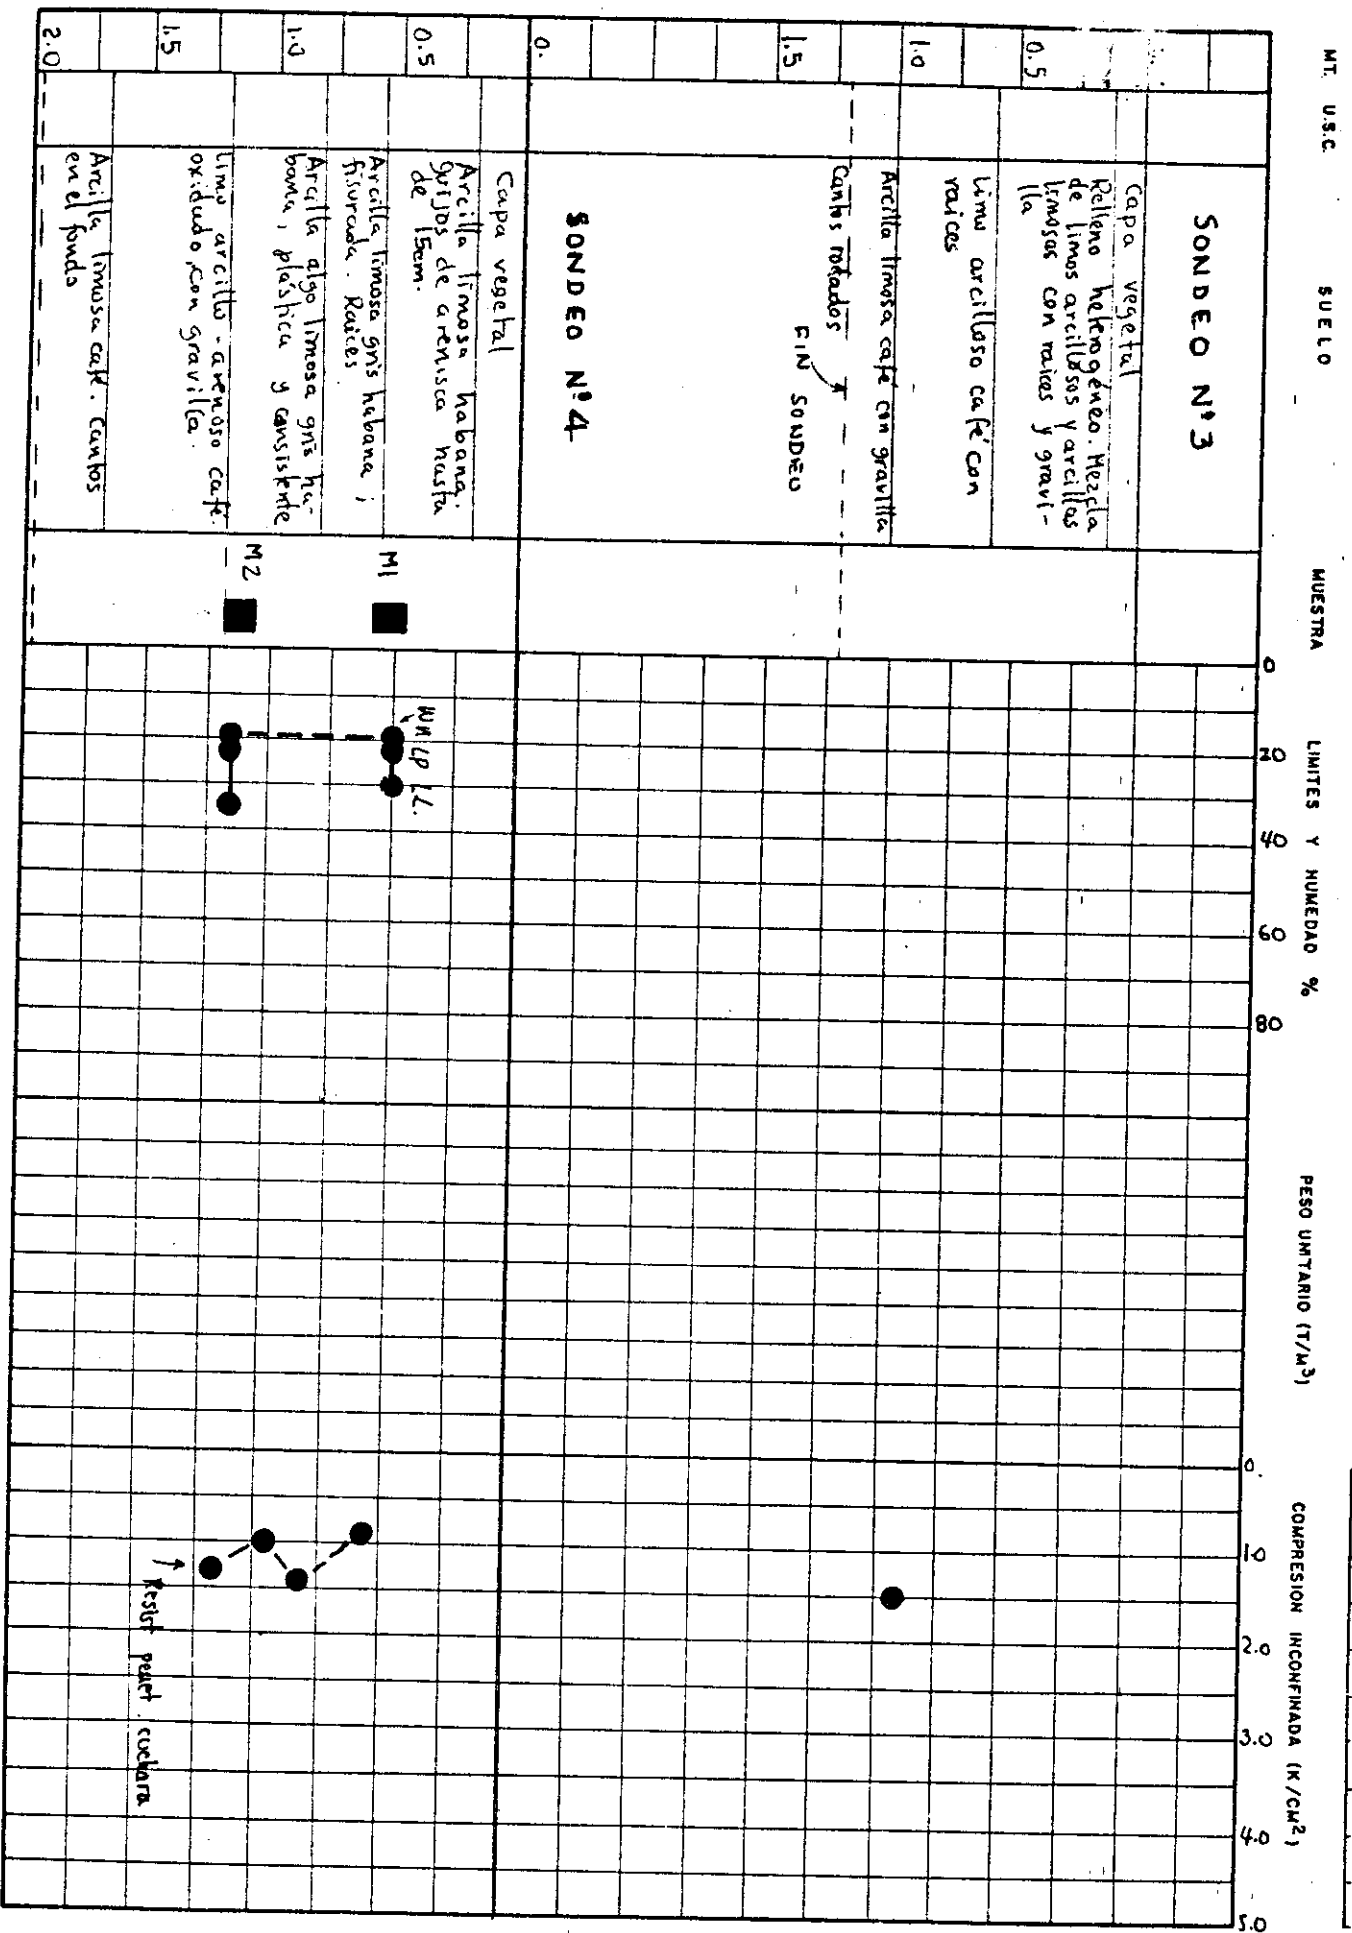 MT. U.S.C. SUELO MUESTRA LIMITES Y HUMEDAD % PESO UNITARIO (T/M³) COMPRESION INCONFINADA (K/CM²)
0 20 40 60 80 0. 1.0 2.0 3.0 4.0 5.0
SONDEO Nº3
Capa vegetal
Relleno heterogéneo. Mezcla
de limos arcillosos y arcillas
limosas con raices y gravi-
lla
0.5
Limo arcilloso café con
raices
1.0
Arcilla limosa café con gravilla
Cantos rodados
FIN SONDEO
1.5
SONDEO Nº4
0.
Capa vegetal
Arcilla limosa habana.
guijos de arenisca hasta
de 15cm.
0.5
Arcilla limosa gris habana;
fisurada. Raices
M1
Wn LP LL.
Arcilla algo limosa gris ha-
bana, plástica y consistente
1.0
M2
Limo arcillo-arenoso café.
oxidado, con gravilla.
1.5
Resist penet. cuchara
Arcilla limosa café. Cantos
en el fondo
2.0